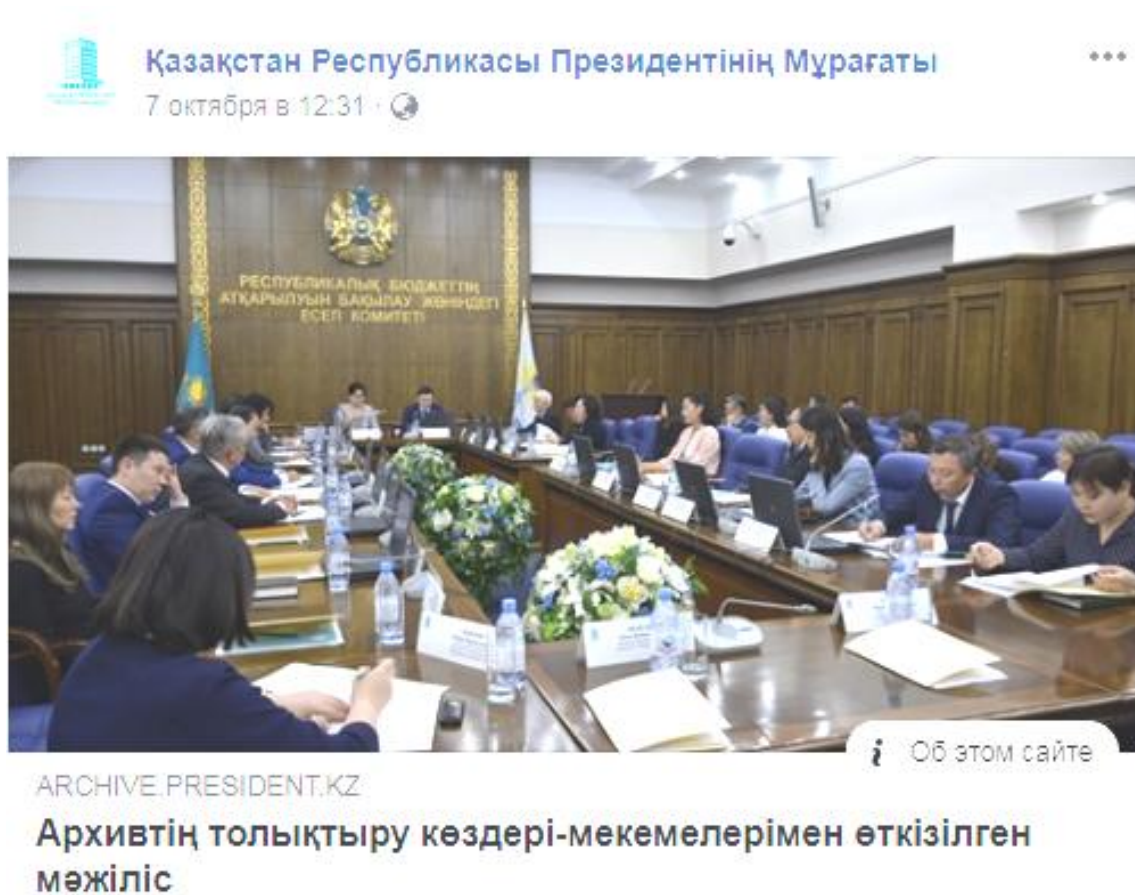 Қазақстан Республикасы Президентінің Мұрағаты
7 октября в 12:31
РЕСПУБЛИКАЛЫҚ БЮДЖЕТТІҢ
АТҚАРЫЛУЫН БАҚЫЛАУ ЖӨНІНДЕГІ
ЕСЕП КОМИТЕТІ
Об этом сайте
ARCHIVE.PRESIDENT.KZ
Архивтің толықтыру көздері-мекемелерімен өткізілген
мәжіліс